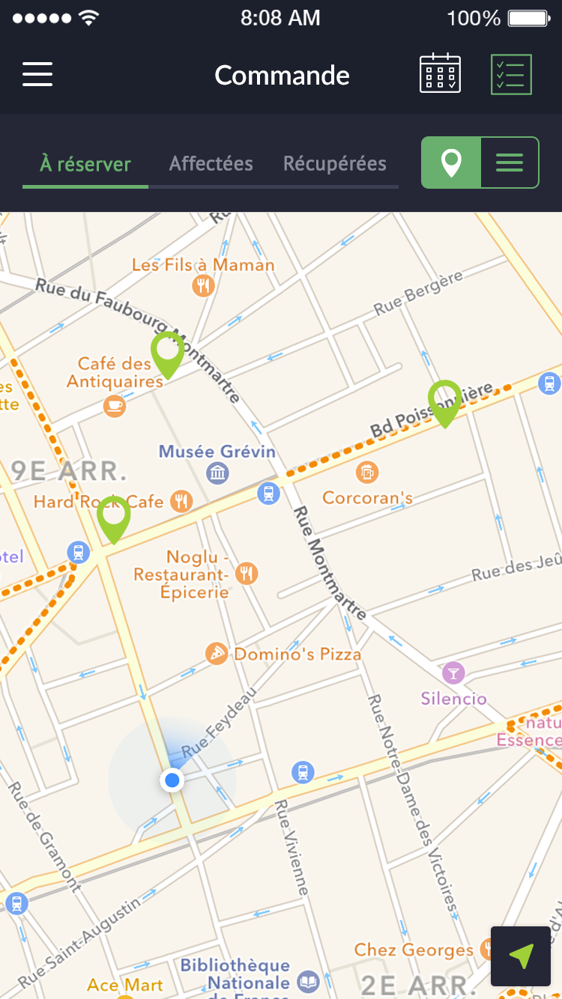 8:08 AM
100%
Commande
À réserver
Affectées
Récupérées
Les Fils à Maman
Rue du Faubourg Montmartre
Rue Bergère
Café des
Antiquaires
Bd Poissonnière
Musée Grévin
9E ARR.
Hard Rock Cafe
Corcoran's
Rue Montmartre
Noglu -
Restaurant-
Épicerie
Rue des Jeû
Domino's Pizza
Silencio
Rue Feydeau
natu
Essence
Rue Notre-Dame des Victoires
Rue de Gramont
Rue Vivienne
Rue Saint-Augustin
Chez Georges
Bibliothèque
Nationale
de France
Ace Mart
2E ARR.